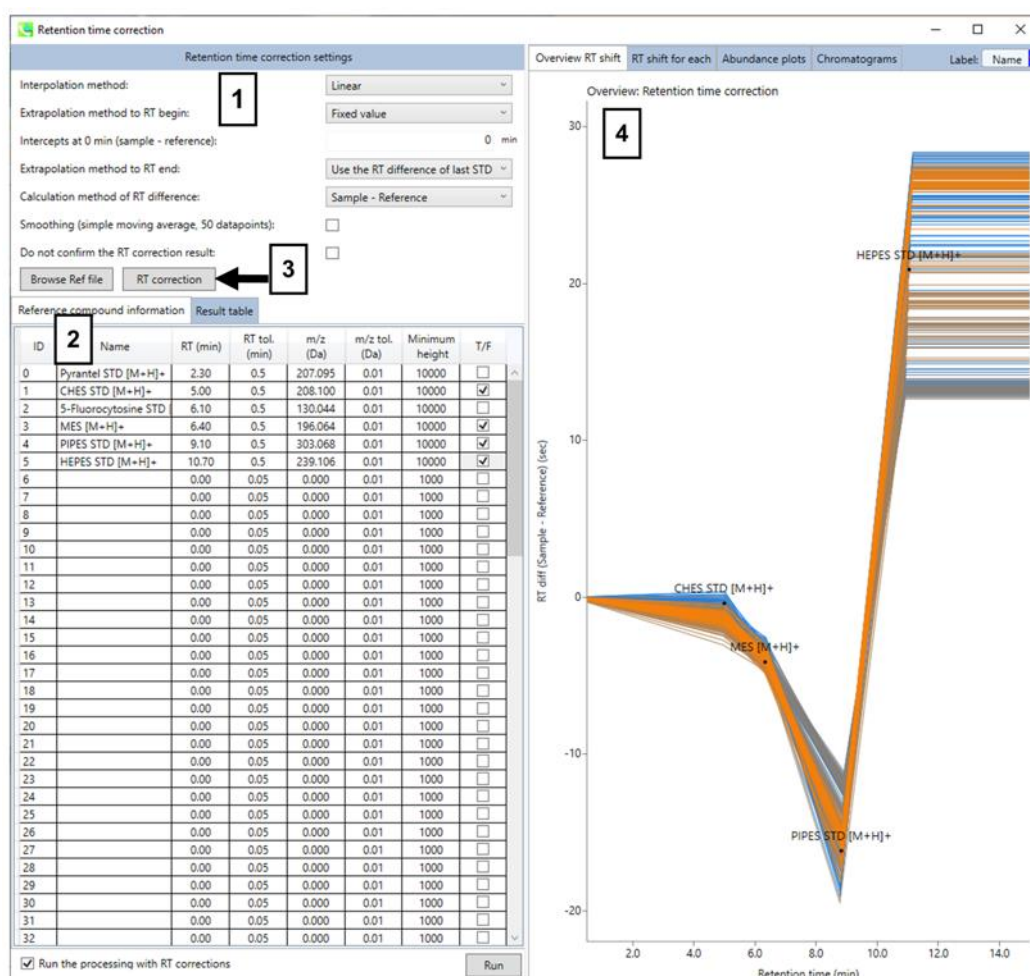 Retention time correction
Retention time correction settings
Interpolation method: Linear
1
Extrapolation method to RT begin: Fixed value
Intercepts at 0 min (sample - reference): 0 min
Extrapolation method to RT end: Use the RT difference of last STD
Calculation method of RT difference: Sample - Reference
Smoothing (simple moving average, 50 datapoints):
Do not confirm the RT correction result:
Browse Ref file RT correction
3
Reference compound information Result table
2
ID Name RT (min) RT tol. (min) m/z (Da) m/z tol. (Da) Minimum height T/F
0 Pyrantel STD [M+H]+ 2.30 0.5 207.095 0.01 10000
1 CHES STD [M+H]+ 5.00 0.5 208.100 0.01 10000
2 5-Fluorocytosine STD [ 6.10 0.5 130.044 0.01 10000
3 MES [M+H]+ 6.40 0.5 196.064 0.01 10000
4 PIPES STD [M+H]+ 9.10 0.5 303.068 0.01 10000
5 HEPES STD [M+H]+ 10.70 0.5 239.106 0.01 10000
6 0.00 0.05 0.000 0.01 1000
7 0.00 0.05 0.000 0.01 1000
8 0.00 0.05 0.000 0.01 1000
9 0.00 0.05 0.000 0.01 1000
10 0.00 0.05 0.000 0.01 1000
11 0.00 0.05 0.000 0.01 1000
12 0.00 0.05 0.000 0.01 1000
13 0.00 0.05 0.000 0.01 1000
14 0.00 0.05 0.000 0.01 1000
15 0.00 0.05 0.000 0.01 1000
16 0.00 0.05 0.000 0.01 1000
17 0.00 0.05 0.000 0.01 1000
18 0.00 0.05 0.000 0.01 1000
19 0.00 0.05 0.000 0.01 1000
20 0.00 0.05 0.000 0.01 1000
21 0.00 0.05 0.000 0.01 1000
22 0.00 0.05 0.000 0.01 1000
23 0.00 0.05 0.000 0.01 1000
24 0.00 0.05 0.000 0.01 1000
25 0.00 0.05 0.000 0.01 1000
26 0.00 0.05 0.000 0.01 1000
27 0.00 0.05 0.000 0.01 1000
28 0.00 0.05 0.000 0.01 1000
29 0.00 0.05 0.000 0.01 1000
30 0.00 0.05 0.000 0.01 1000
31 0.00 0.05 0.000 0.01 1000
32 0.00 0.05 0.000 0.01 1000
Run the processing with RT corrections Run
Overview RT shift RT shift for each Abundance plots Chromatograms Label: Name
Overview: Retention time correction
4
30
20
10
0
-10
-20
RT diff (Sample - Reference) (sec)
HEPES STD [M+H]+
CHES STD [M+H]+
MES [M+H]+
PIPES STD [M+H]+
2.0 4.0 6.0 8.0 10.0 12.0 14.0
Retention time (min)